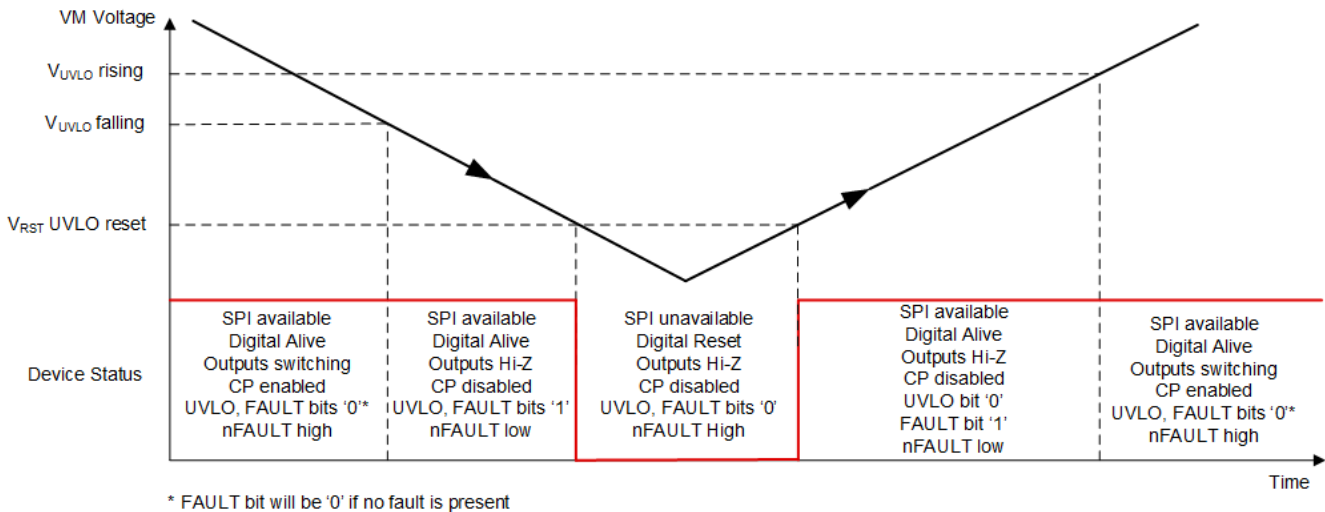 VM Voltage
VUVLO rising
VUVLO falling
VRST UVLO reset
Device Status
SPI available
Digital Alive
Outputs switching
CP enabled
UVLO, FAULT bits ‘0’*
nFAULT high
SPI available
Digital Alive
Outputs Hi-Z
CP disabled
UVLO, FAULT bits ‘1’
nFAULT low
SPI unavailable
Digital Reset
Outputs Hi-Z
CP disabled
UVLO, FAULT bits ‘0’
nFAULT High
SPI available
Digital Alive
Outputs Hi-Z
CP disabled
UVLO bit ‘0’
FAULT bit ‘1’
nFAULT low
SPI available
Digital Alive
Outputs switching
CP enabled
UVLO, FAULT bits ‘0’*
nFAULT high
Time
* FAULT bit will be ‘0’ if no fault is present